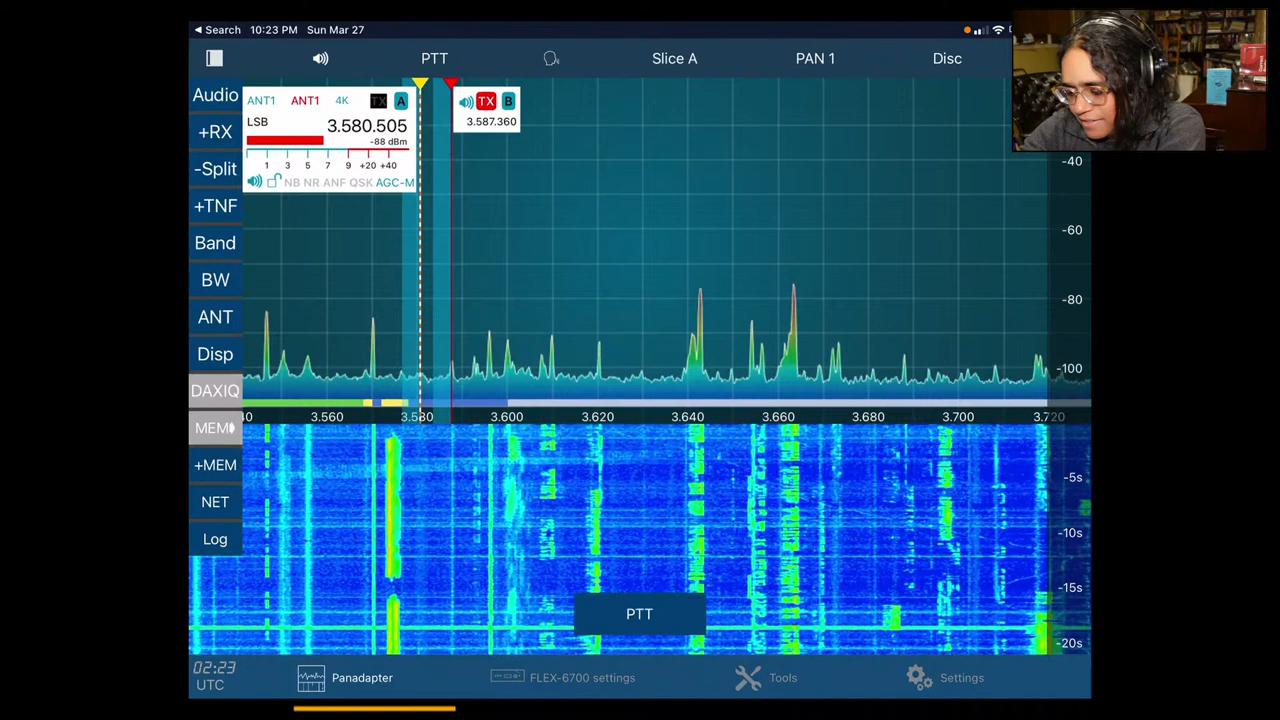 Search 10:23 PM Sun Mar 27
PTT Slice A PAN 1 Disc
Audio
+RX
-Split
+TNF
Band
BW
ANT
Disp
DAXIQ
MEM
+MEM
NET
Log
ANT1 ANT1 4K TX A
LSB 3.580.505
-88 dBm
1 3 5 7 9 +20 +40
NB NR ANF QSK AGC-M
TX B
3.587.360
-40
-60
-80
-100
40 3.560 3.580 3.600 3.620 3.640 3.660 3.680 3.700 3.720
-5s
-10s
-15s
-20s
PTT
02:23
UTC
Panadapter FLEX-6700 settings Tools Settings